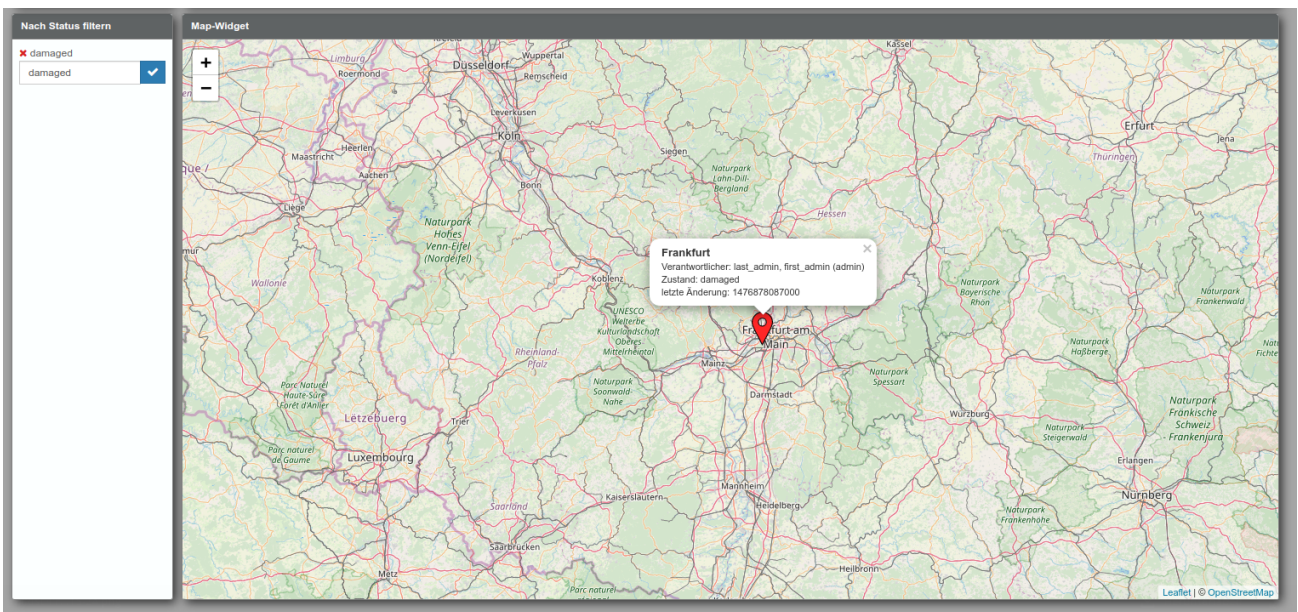 Nach Status filtern
damaged
damaged
Map-Widget
+
−
Kassel
Limburg
Düsseldorf
Wuppertal
Roermond
Remscheid
Leverkusen
Erfurt
Köln
Jena
Heerlen
Maastricht
Siegen
Thüringen
Aachen
Naturpark
Lahn-Dill-
Bergland
Bonn
Liège
Hessen
Naturpark
Hohes
Venn-Eifel
(Nordeifel)
Frankfurt
Verantwortlicher: last_admin, first_admin (admin)
Zustand: damaged
letzte Änderung: 1476878087000
×
Koblenz
Wallonie
Naturpark
Bayerische
Rhön
Naturpark
Frankenwald
UNESCO
Welterbe
Kulturlandschaft
Oberes
Mittelrheintal
Frankfurt am
Main
Rheinland-
Pfalz
Mainz
Naturpark
Haßberge
Naturpark
Spessart
Parc Naturel
Haute-Sûre
Forêt d'Anlier
Naturpark
Soonwald-
Nahe
Darmstadt
Naturpark
Fränkische
Schweiz
- Frankenjura
Lëtzebuerg
Trier
Würzburg
Naturpark
Steigerwald
Parc naturel
de Gaume
Luxembourg
Erlangen
Mannheim
Kaiserslautern
Nürnberg
Saarland
Heidelberg
Naturpark
Frankenhöhe
Saarbrücken
Metz
Heilbronn
Parc naturel
Leaflet | © OpenStreetMap